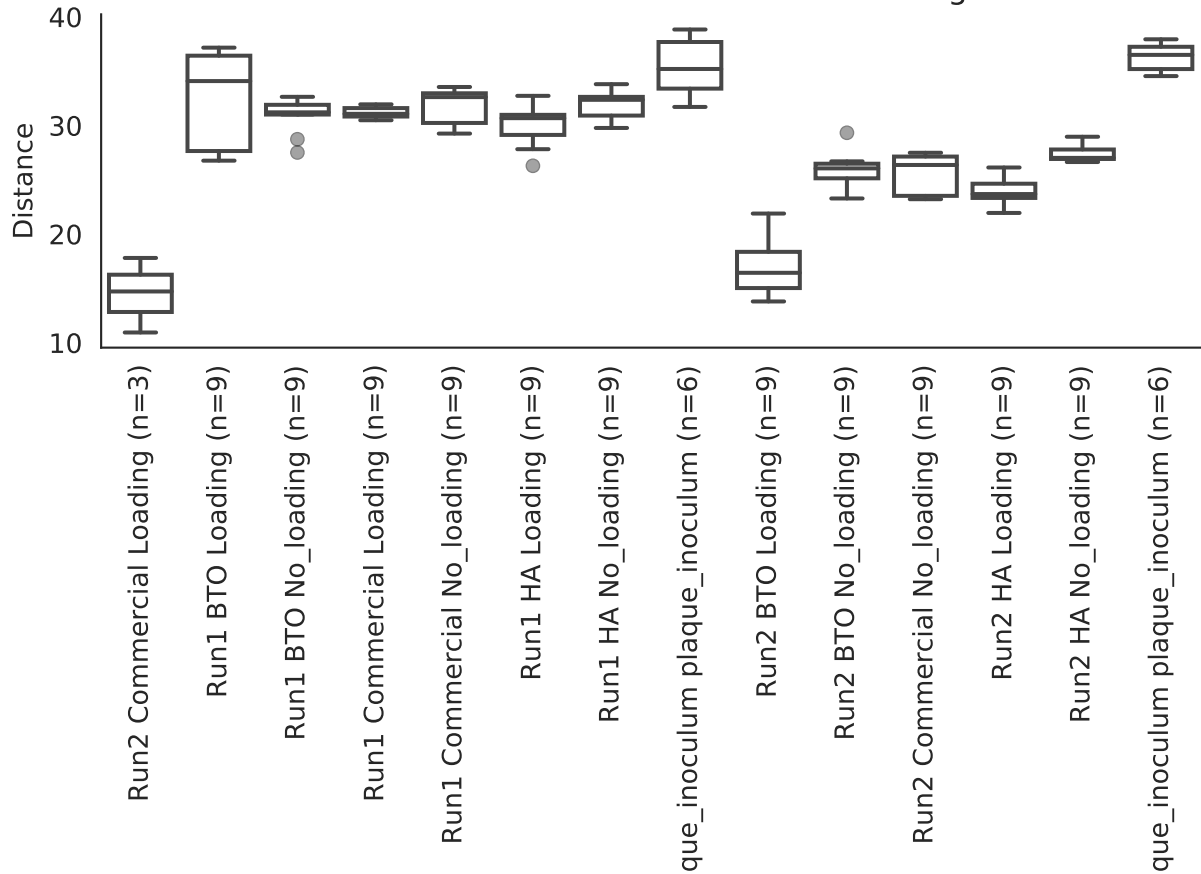 40
30
20
10
Distance
Run2 Commercial Loading (n=3)
Run1 BTO Loading (n=9)
Run1 BTO No_loading (n=9)
Run1 Commercial Loading (n=9)
Run1 Commercial No_loading (n=9)
Run1 HA Loading (n=9)
Run1 HA No_loading (n=9)
que_inoculum plaque_inoculum (n=6)
Run2 BTO Loading (n=9)
Run2 BTO No_loading (n=9)
Run2 Commercial No_loading (n=9)
Run2 HA Loading (n=9)
Run2 HA No_loading (n=9)
que_inoculum plaque_inoculum (n=6)